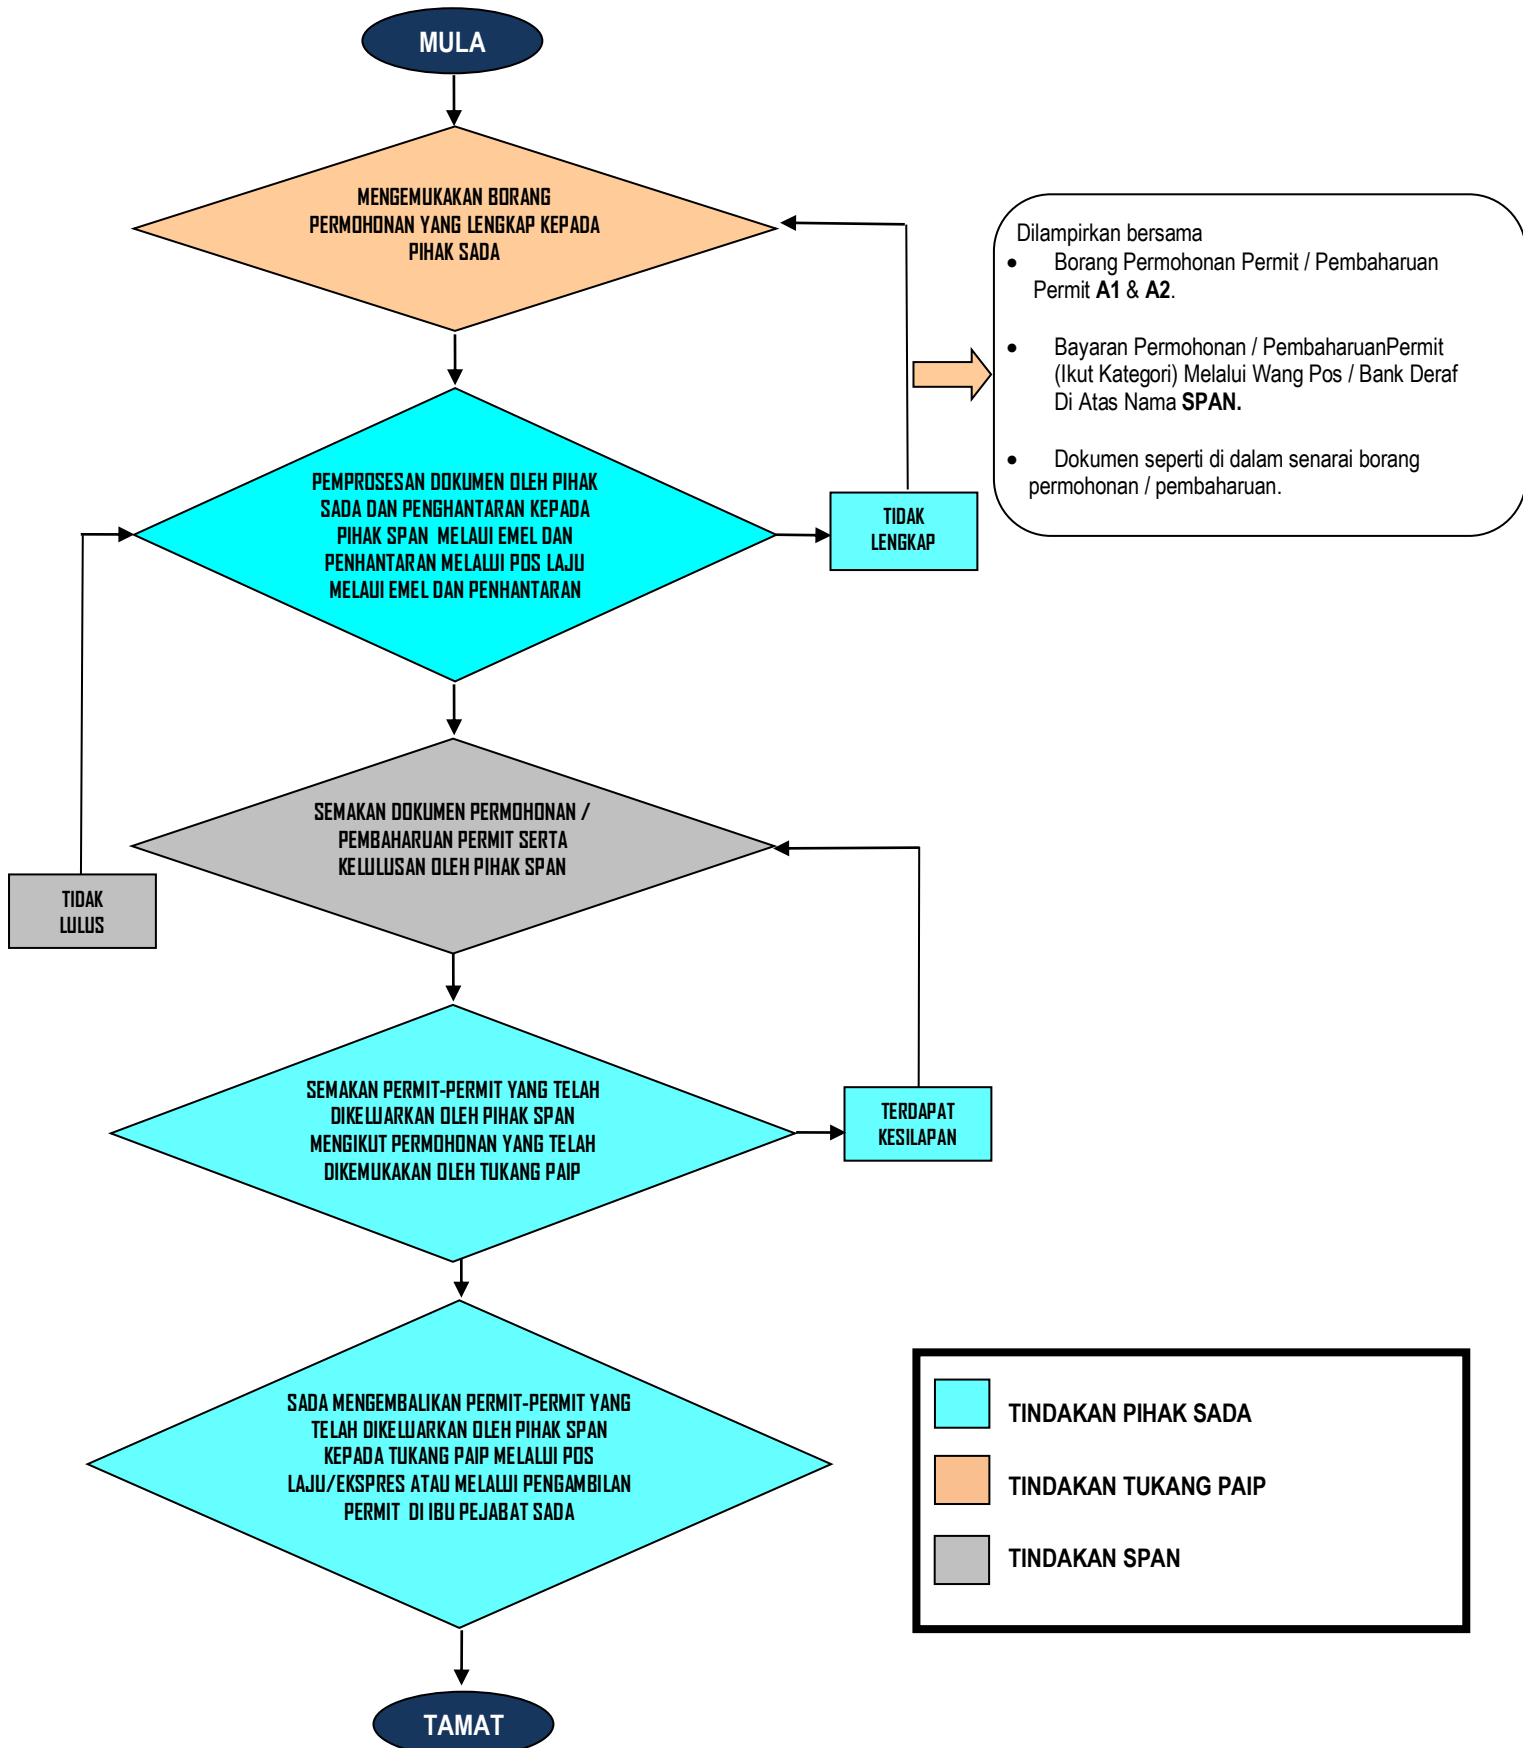 MULA
MENGEMUKAKAN BORANG
PERMOHONAN YANG LENGKAP KEPADA
PIHAK SADA
Dilampirkan bersama
• Borang Permohonan Permit / Pembaharuan
Permit A1 & A2.
• Bayaran Permohonan / PembaharuanPermit
(Ikut Kategori) Melalui Wang Pos / Bank Deraf
Di Atas Nama SPAN.
• Dokumen seperti di dalam senarai borang
permohonan / pembaharuan.
PEMPROSESAN DOKUMEN OLEH PIHAK
SADA DAN PENGHANTARAN KEPADA
PIHAK SPAN MELAUI EMEL DAN
PENHANTARAN MELALUI POS LAJU
MELAUI EMEL DAN PENHANTARAN
TIDAK
LENGKAP
SEMAKAN DOKUMEN PERMOHONAN /
PEMBAHARUAN PERMIT SERTA
KELULUSAN OLEH PIHAK SPAN
TIDAK
LULUS
SEMAKAN PERMIT-PERMIT YANG TELAH
DIKELUARKAN OLEH PIHAK SPAN
MENGIKUT PERMOHONAN YANG TELAH
DIKEMUKAKAN OLEH TUKANG PAIP
TERDAPAT
KESILAPAN
SADA MENGEMBALIKAN PERMIT-PERMIT YANG
TELAH DIKELUARKAN OLEH PIHAK SPAN
KEPADA TUKANG PAIP MELALUI POS
LAJU/EKSPRES ATAU MELALUI PENGAMBILAN
PERMIT DI IBU PEJABAT SADA
TINDAKAN PIHAK SADA
TINDAKAN TUKANG PAIP
TINDAKAN SPAN
TAMAT